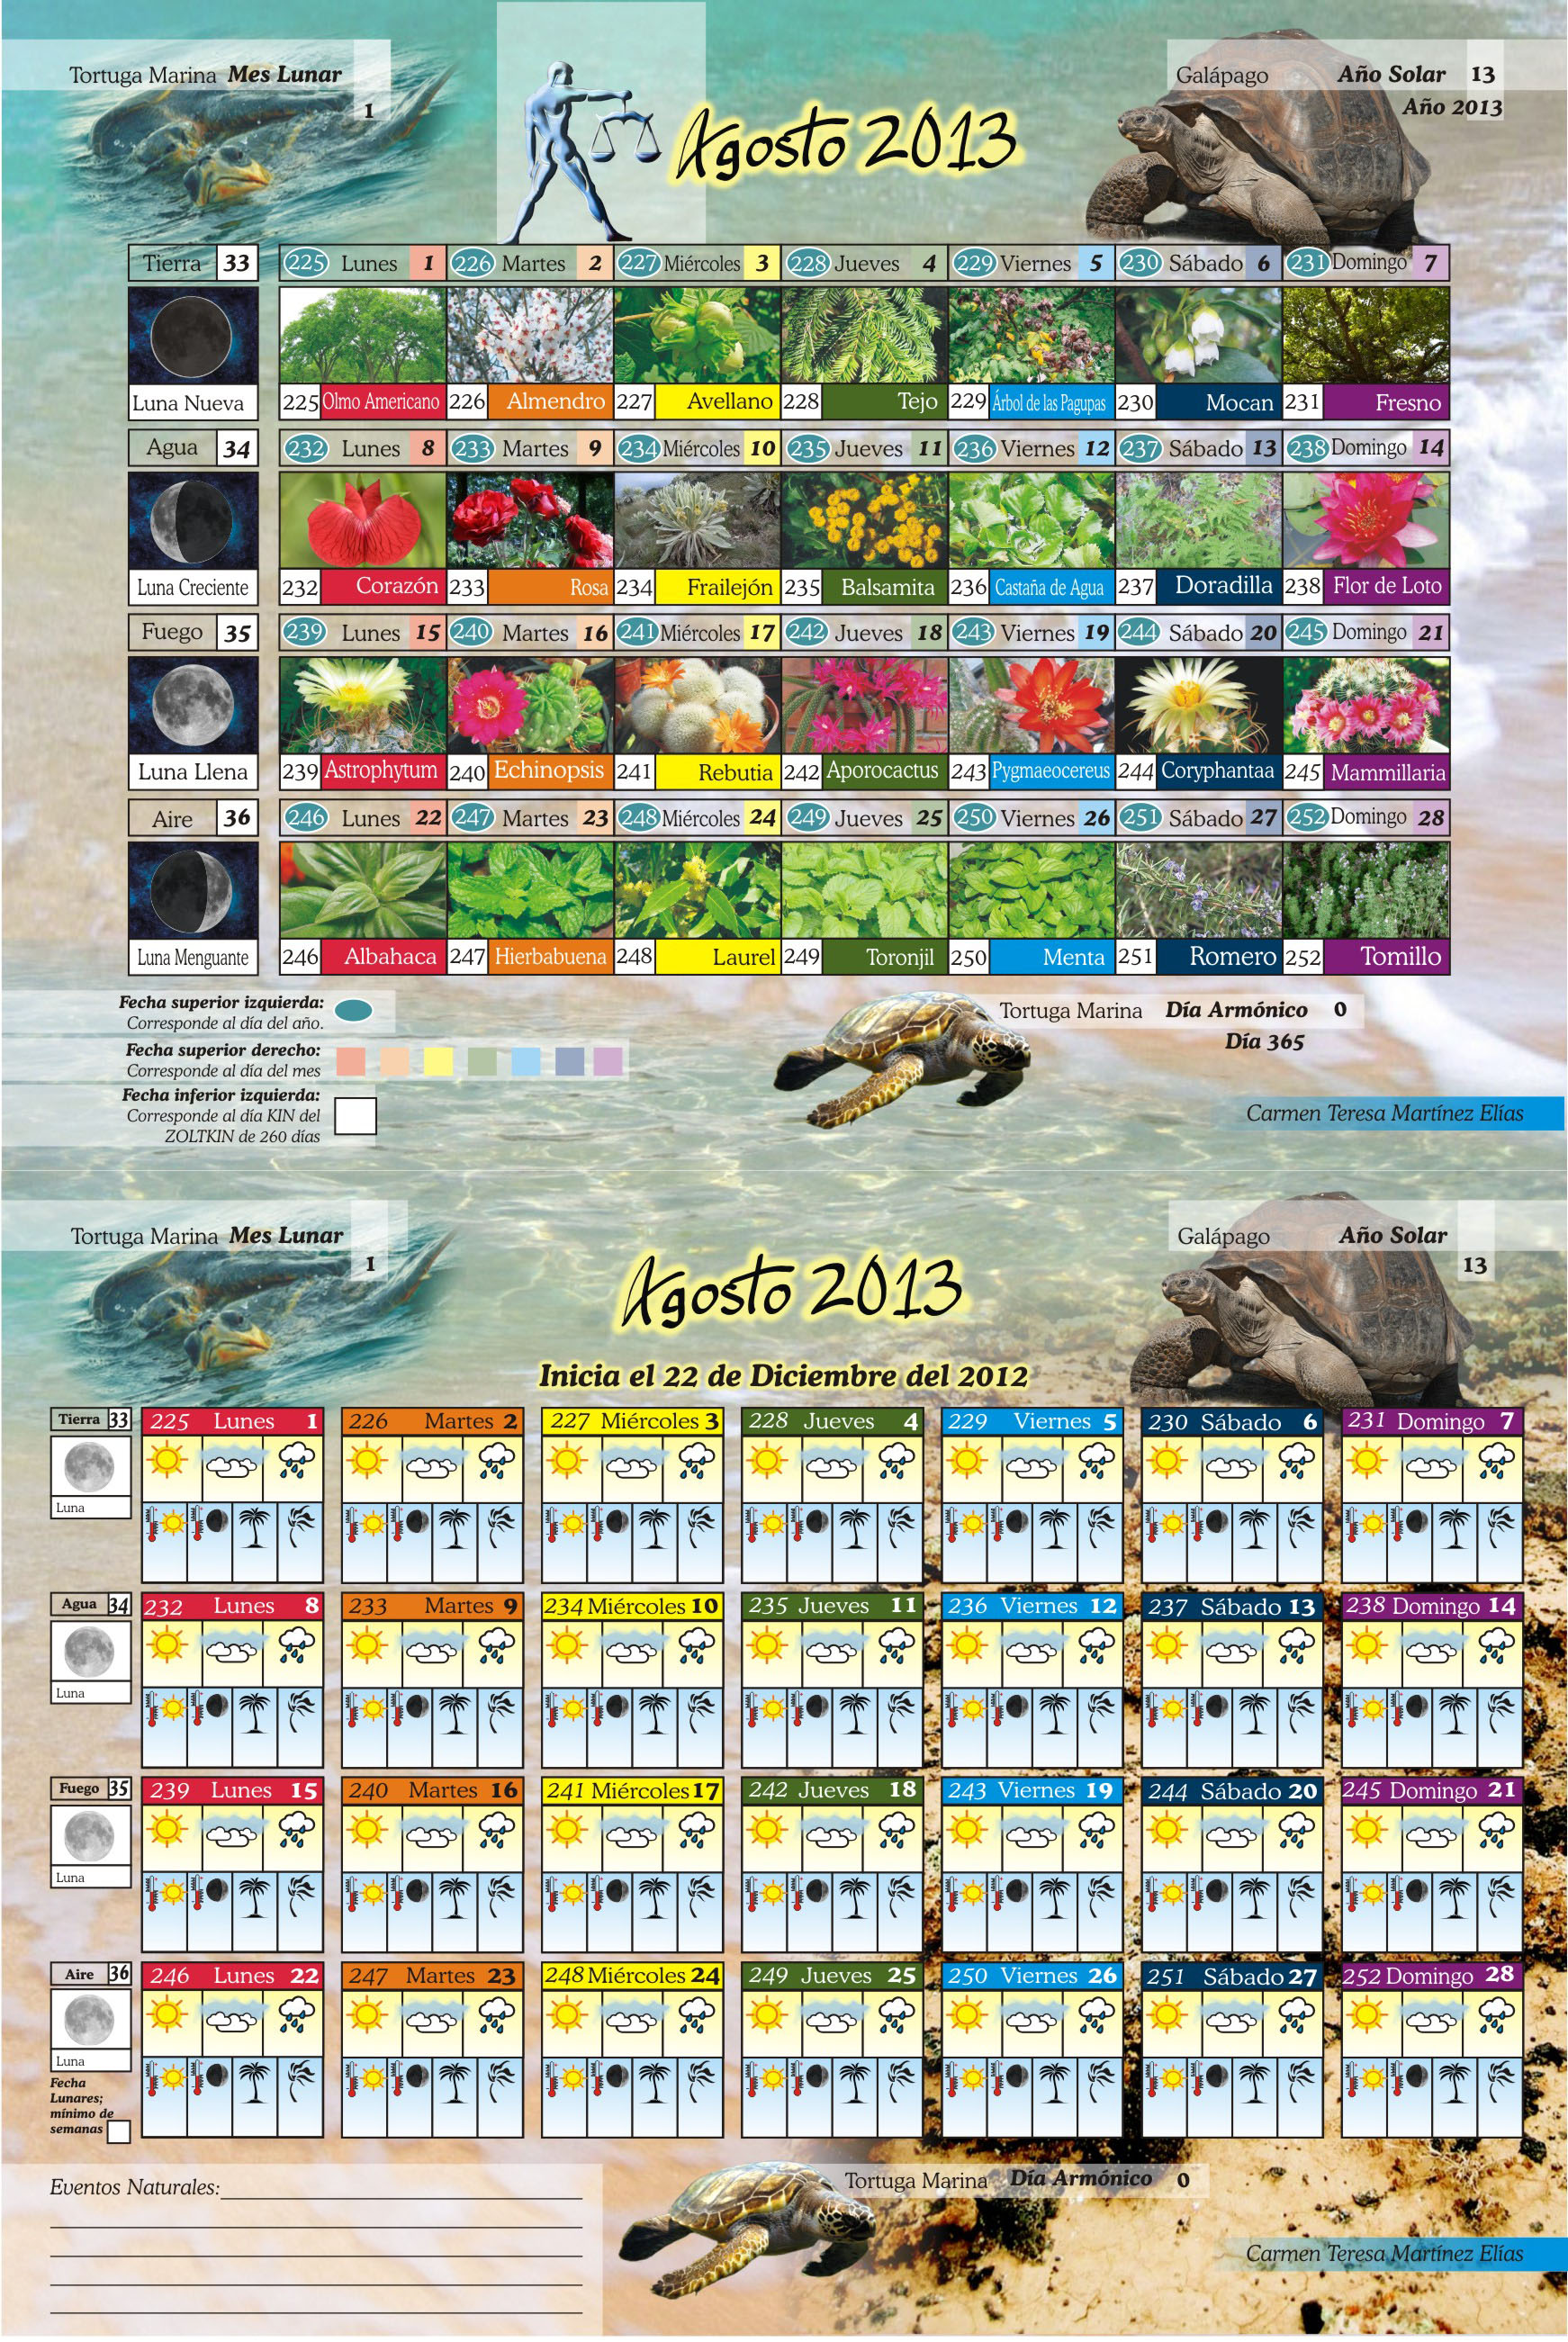 Tortuga Marina Mes Lunar
1
Agosto 2013
Galápago Año Solar 13
Año 2013
Tierra 33 225 Lunes 1 226 Martes 2 227 Miércoles 3 228 Jueves 4 229 Viernes 5 230 Sábado 6 231 Domingo 7
Luna Nueva 225 Olmo Americano 226 Almendro 227 Avellano 228 Tejo 229 Árbol de las Pagupas 230 Mocan 231 Fresno
Agua 34 232 Lunes 8 233 Martes 9 234 Miércoles 10 235 Jueves 11 236 Viernes 12 237 Sábado 13 238 Domingo 14
Luna Creciente 232 Corazón 233 Rosa 234 Frailejón 235 Balsamita 236 Castaña de Agua 237 Doradilla 238 Flor de Loto
Fuego 35 239 Lunes 15 240 Martes 16 241 Miércoles 17 242 Jueves 18 243 Viernes 19 244 Sábado 20 245 Domingo 21
Luna Llena 239 Astrophytum 240 Echinopsis 241 Rebutia 242 Aporocactus 243 Pygmaeocereus 244 Coryphantaa 245 Mammillaria
Aire 36 246 Lunes 22 247 Martes 23 248 Miércoles 24 249 Jueves 25 250 Viernes 26 251 Sábado 27 252 Domingo 28
Luna Menguante 246 Albahaca 247 Hierbabuena 248 Laurel 249 Toronjil 250 Menta 251 Romero 252 Tomillo
Fecha superior izquierda:
Corresponde al día del año.
Fecha superior derecho:
Corresponde al día del mes
Fecha inferior izquierda:
Corresponde al día KIN del
ZOLTKIN de 260 días
Tortuga Marina Día Armónico 0
Día 365
Carmen Teresa Martínez Elías
Tortuga Marina Mes Lunar
1
Agosto 2013
Galápago Año Solar
13
Inicia el 22 de Diciembre del 2012
Tierra 33 225 Lunes 1 226 Martes 2 227 Miércoles 3 228 Jueves 4 229 Viernes 5 230 Sábado 6 231 Domingo 7
Luna
Agua 34 232 Lunes 8 233 Martes 9 234 Miércoles 10 235 Jueves 11 236 Viernes 12 237 Sábado 13 238 Domingo 14
Luna
Fuego 35 239 Lunes 15 240 Martes 16 241 Miércoles 17 242 Jueves 18 243 Viernes 19 244 Sábado 20 245 Domingo 21
Luna
Aire 36 246 Lunes 22 247 Martes 23 248 Miércoles 24 249 Jueves 25 250 Viernes 26 251 Sábado 27 252 Domingo 28
Luna
Fecha
Lunares;
mínimo de
semanas
Eventos Naturales:
Tortuga Marina Día Armónico 0
Carmen Teresa Martínez Elías